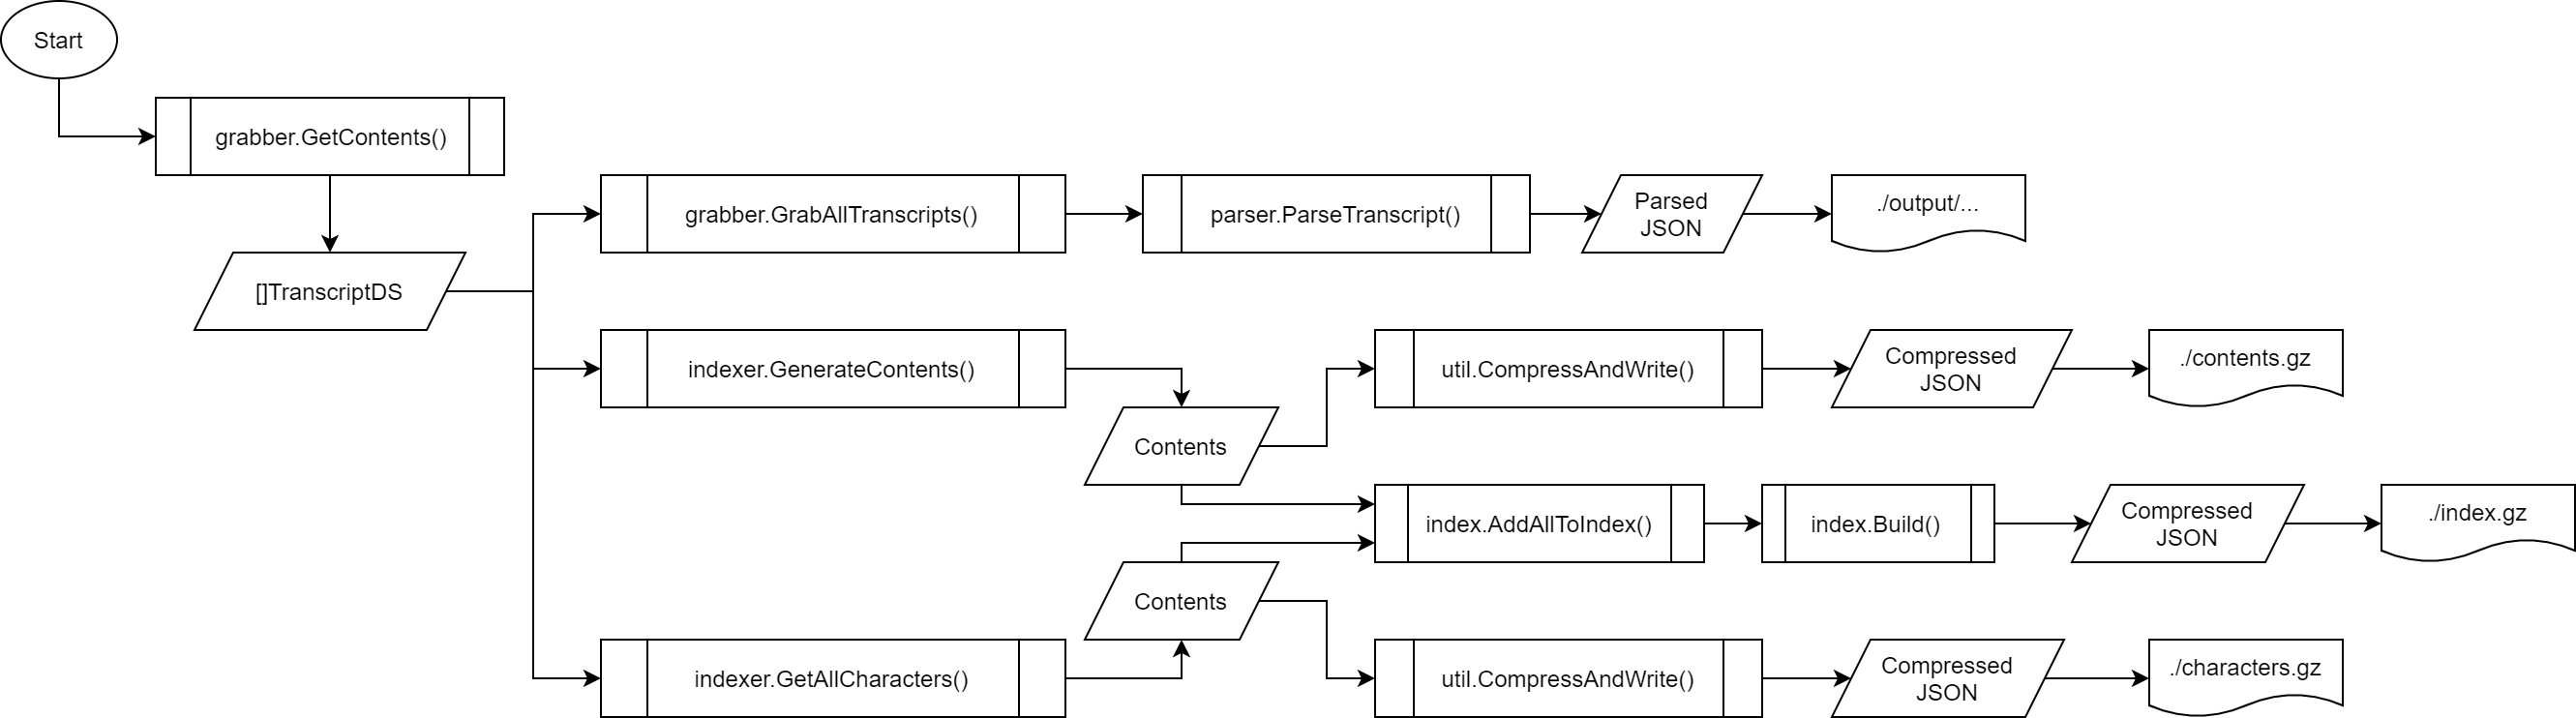 Start
grabber.GetContents()
[]TranscriptDS
grabber.GrabAllTranscripts()
parser.ParseTranscript()
Parsed
JSON
./output/...
indexer.GenerateContents()
Contents
util.CompressAndWrite()
Compressed
JSON
./contents.gz
index.AddAllToIndex()
index.Build()
Compressed
JSON
./index.gz
Contents
indexer.GetAllCharacters()
util.CompressAndWrite()
Compressed
JSON
./characters.gz